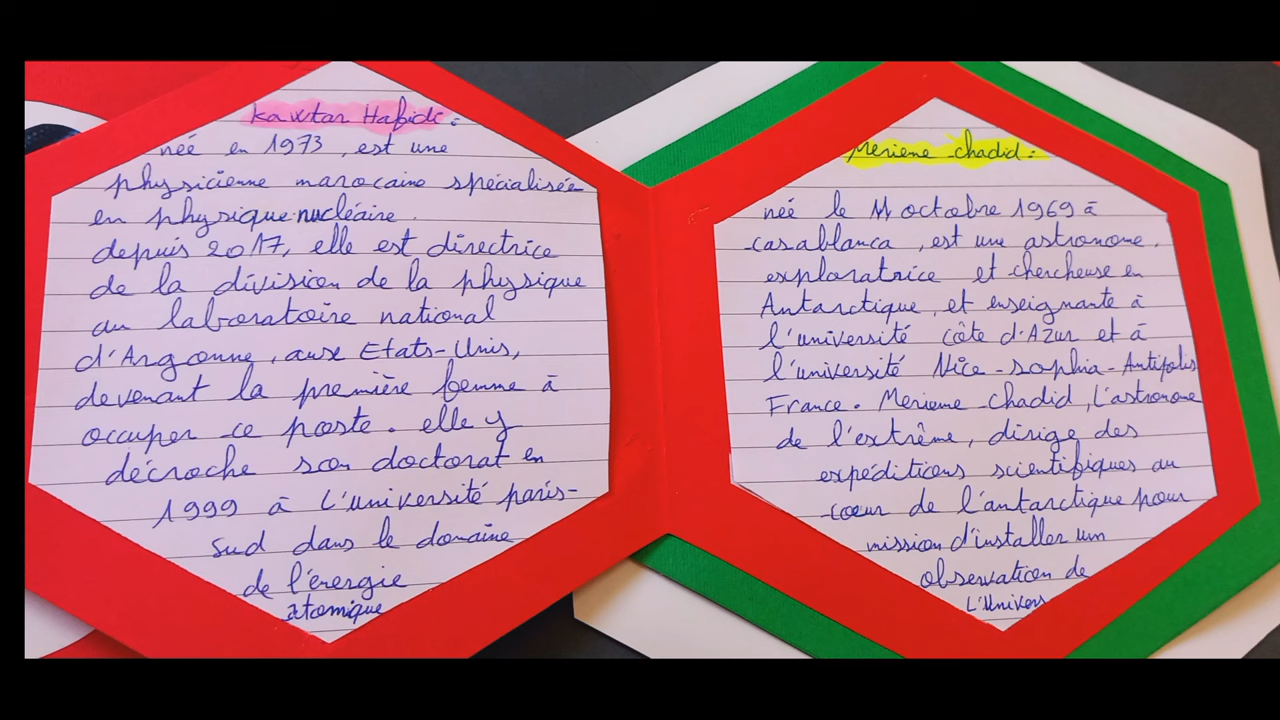 Kawtar Hafidi :
née en 1973, est une
physicienne marocaine spécialisée
en physique nucléaire.
depuis 2017, elle est directrice
de la division de la physique
au laboratoire national
d'Argonne, aux Etats-Unis,
devenant la première femme à
occuper ce poste. elle y
décroche son doctorat en
1999 à L'université paris-
sud dans le domaine
de l'énergie
atomique
Merieme chadid :
née le 11 octobre 1969 à
casablanca, est une astronome,
exploratrice et chercheuse en
Antarctique, et enseignante à
l'université côte d'Azur et à
l'université Nice-sophia-Antipolis
France. Merieme chadid, L'astronome
de l'extrême, dirige des
expéditions scientifiques au
cœur de l'antarctique pour
mission d'installer um
observation de
L'Univers